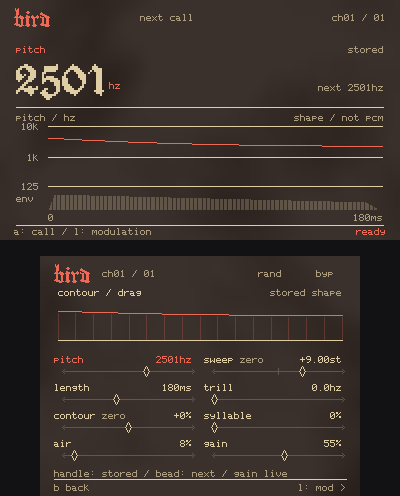 bird next call ch01 / 01
pitch stored
2501 hz next 2501hz
pitch / hz shape / not PCM
10K
1K
125
env
0 180ms
a: call / l: modulation ready
bird ch01 / 01 rand byp
contour / drag stored shape
pitch 2501hz sweep zero +9.00st
length 180ms trill 0.0hz
contour zero +0% syllable 0%
air 8% gain 55%
handle: stored / bead: next / gain live
b back l: mod >